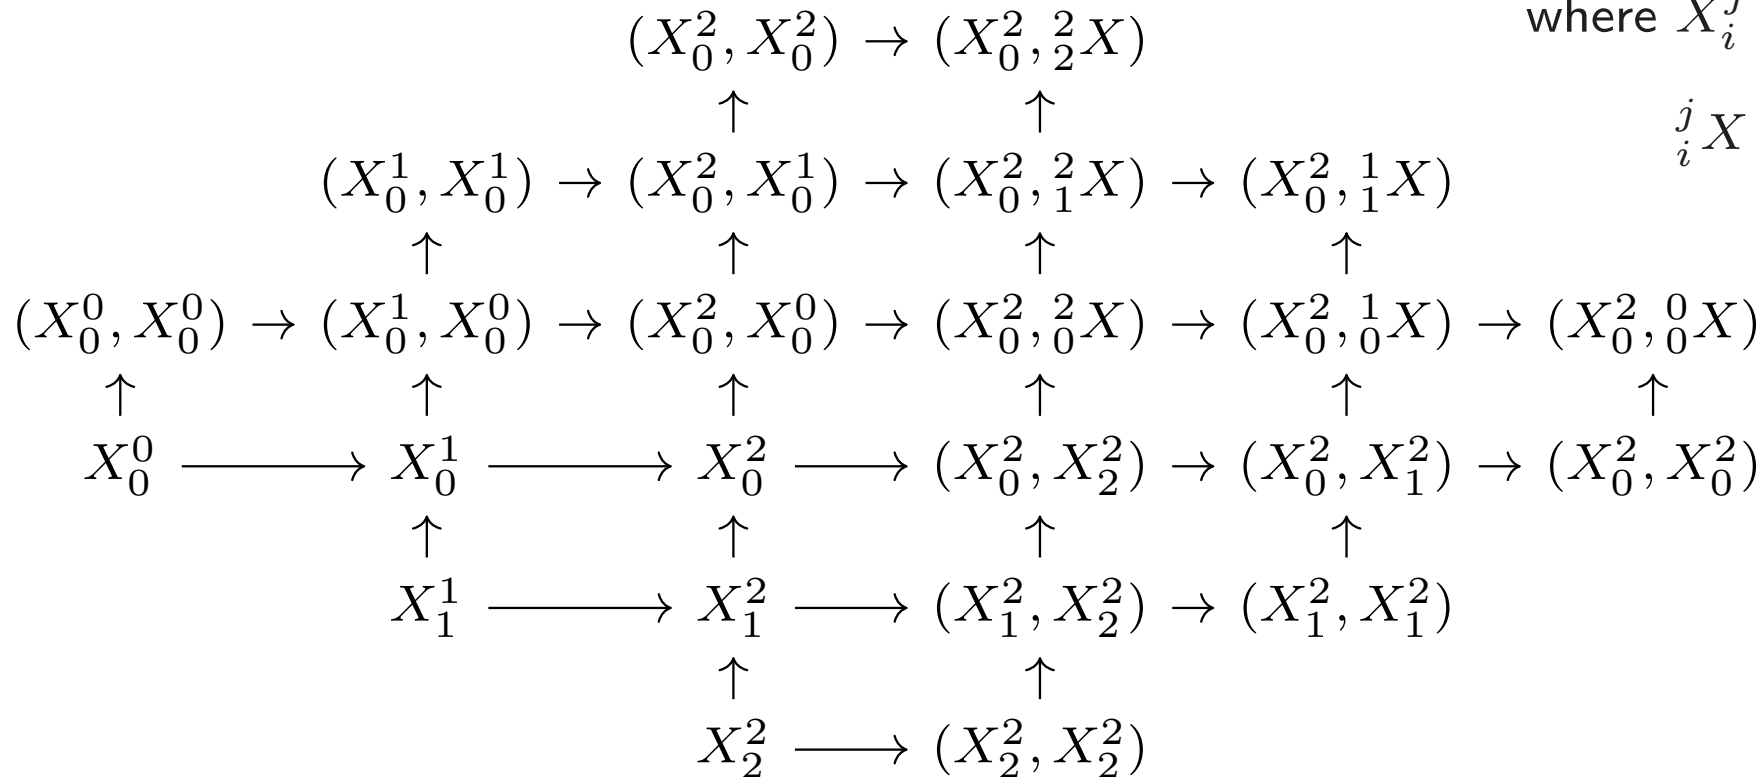 (X_0^2, X_0^2) → (X_0^2, {}_2^2X)
where X_i^j
↑ ↑
{}_i^jX
(X_0^1, X_0^1) → (X_0^2, X_0^1) → (X_0^2, {}_1^2X) → (X_0^2, {}_1^1X)
↑ ↑ ↑ ↑
(X_0^0, X_0^0) → (X_0^1, X_0^0) → (X_0^2, X_0^0) → (X_0^2, {}_0^2X) → (X_0^2, {}_0^1X) → (X_0^2, {}_0^0X)
↑ ↑ ↑ ↑ ↑ ↑
X_0^0 ⟶ X_0^1 ⟶ X_0^2 ⟶ (X_0^2, X_2^2) → (X_0^2, X_1^2) → (X_0^2, X_0^2)
↑ ↑ ↑ ↑
X_1^1 ⟶ X_1^2 ⟶ (X_1^2, X_2^2) → (X_1^2, X_1^2)
↑ ↑
X_2^2 ⟶ (X_2^2, X_2^2)